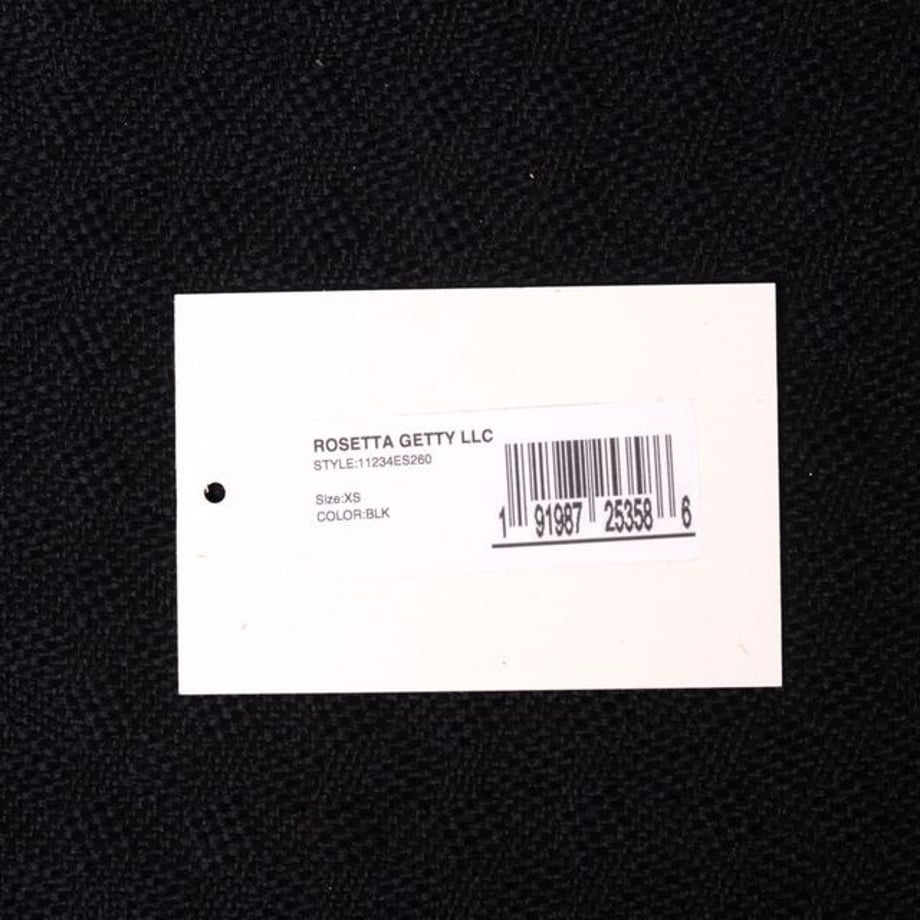 ROSETTA GETTY LLC
STYLE:11234ES260
Size:XS
COLOR:BLK
1 91987 25358 6